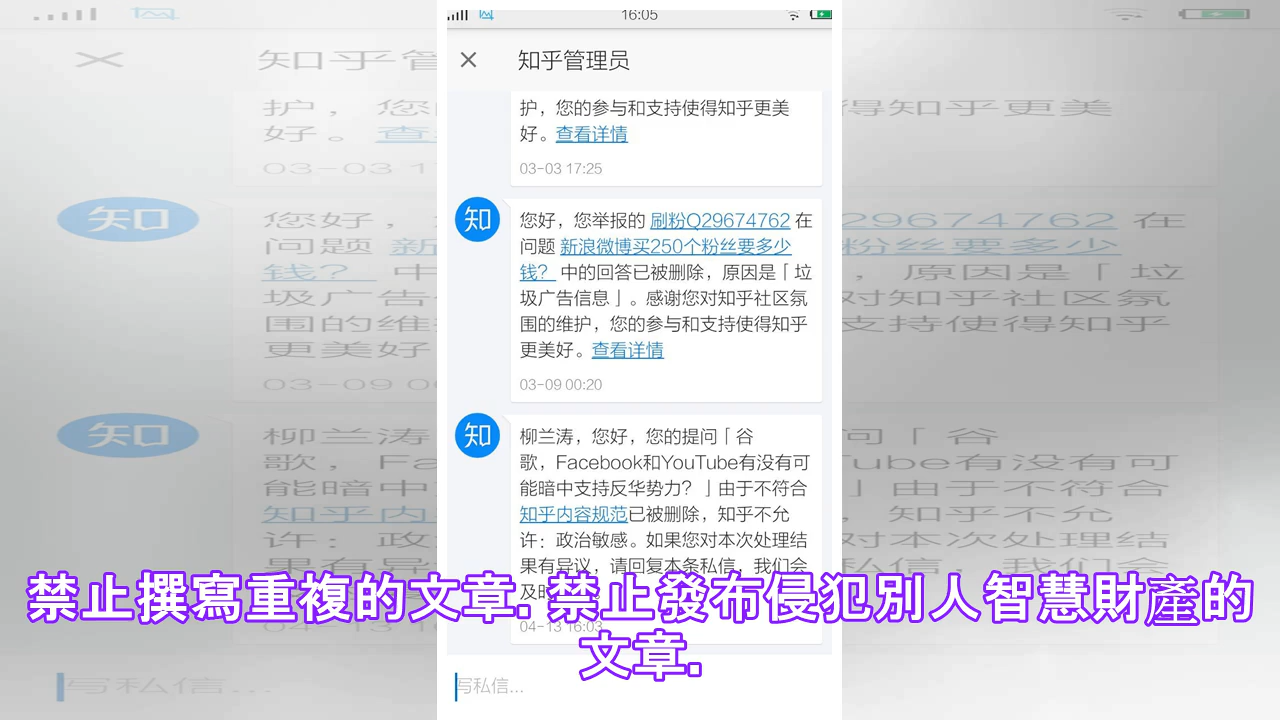 16:05
知乎管理员
护，您的参与和支持使得知乎更美
好。查看详情
03-03 17:25
知
您好，您举报的 刷粉Q29674762 在
问题 新浪微博买250个粉丝要多少
钱？ 中的回答已被删除，原因是「垃
圾广告信息」。感谢您对知乎社区氛
围的维护，您的参与和支持使得知乎
更美好。查看详情
03-09 00:20
知
柳兰涛，您好，您的提问「谷
歌，Facebook和YouTube有没有可
能暗中支持反华势力？」由于不符合
知乎内容规范已被删除，知乎不允
许：政治敏感。如果您对本次处理结
果有异议，请回复本条私信，我们会
及时
04-13 16:03
禁止撰寫重複的文章.禁止發布侵犯別人智慧財產的
文章.
写私信...